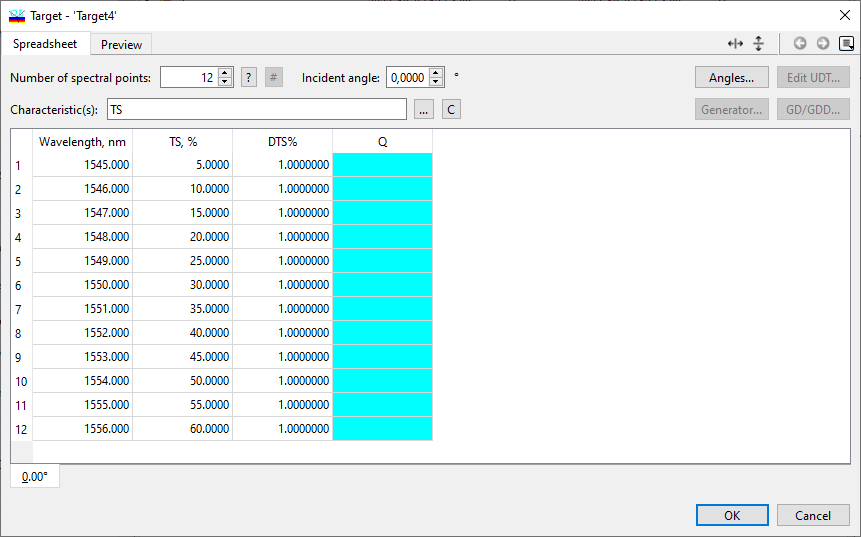 Target - 'Target4'
Spreadsheet Preview
Number of spectral points: 12 ? # Incident angle: 0,0000 ° Angles... Edit UDT...
Characteristic(s): TS ... C Generator... GD/GDD...
Wavelength, nm TS, % DTS% Q
1 1545.000 5.0000 1.0000000
2 1546.000 10.0000 1.0000000
3 1547.000 15.0000 1.0000000
4 1548.000 20.0000 1.0000000
5 1549.000 25.0000 1.0000000
6 1550.000 30.0000 1.0000000
7 1551.000 35.0000 1.0000000
8 1552.000 40.0000 1.0000000
9 1553.000 45.0000 1.0000000
10 1554.000 50.0000 1.0000000
11 1555.000 55.0000 1.0000000
12 1556.000 60.0000 1.0000000
0.00°
OK Cancel